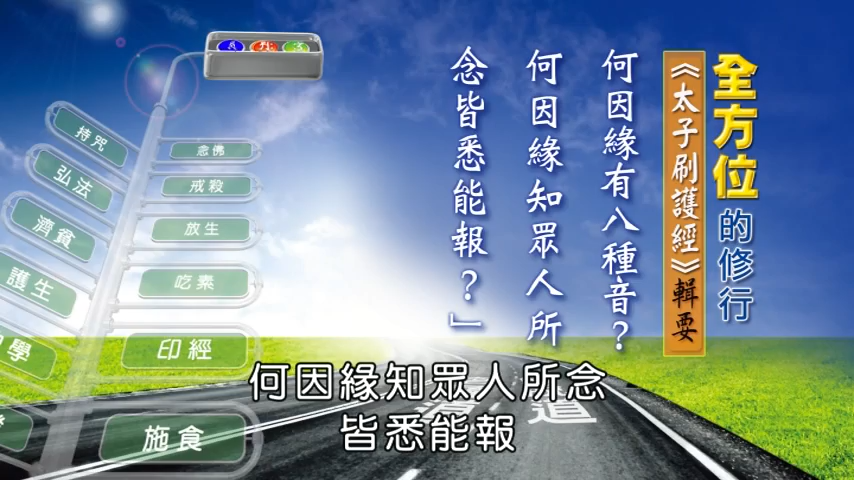 全方位的修行
《太子刷護經》輯要
何因緣有八種音？
何因緣知眾人所
念皆悉能報？」
持咒
弘法
濟貧
護生
學
念佛
戒殺
放生
吃素
印經
施食
道
何因緣知眾人所念
皆悉能報